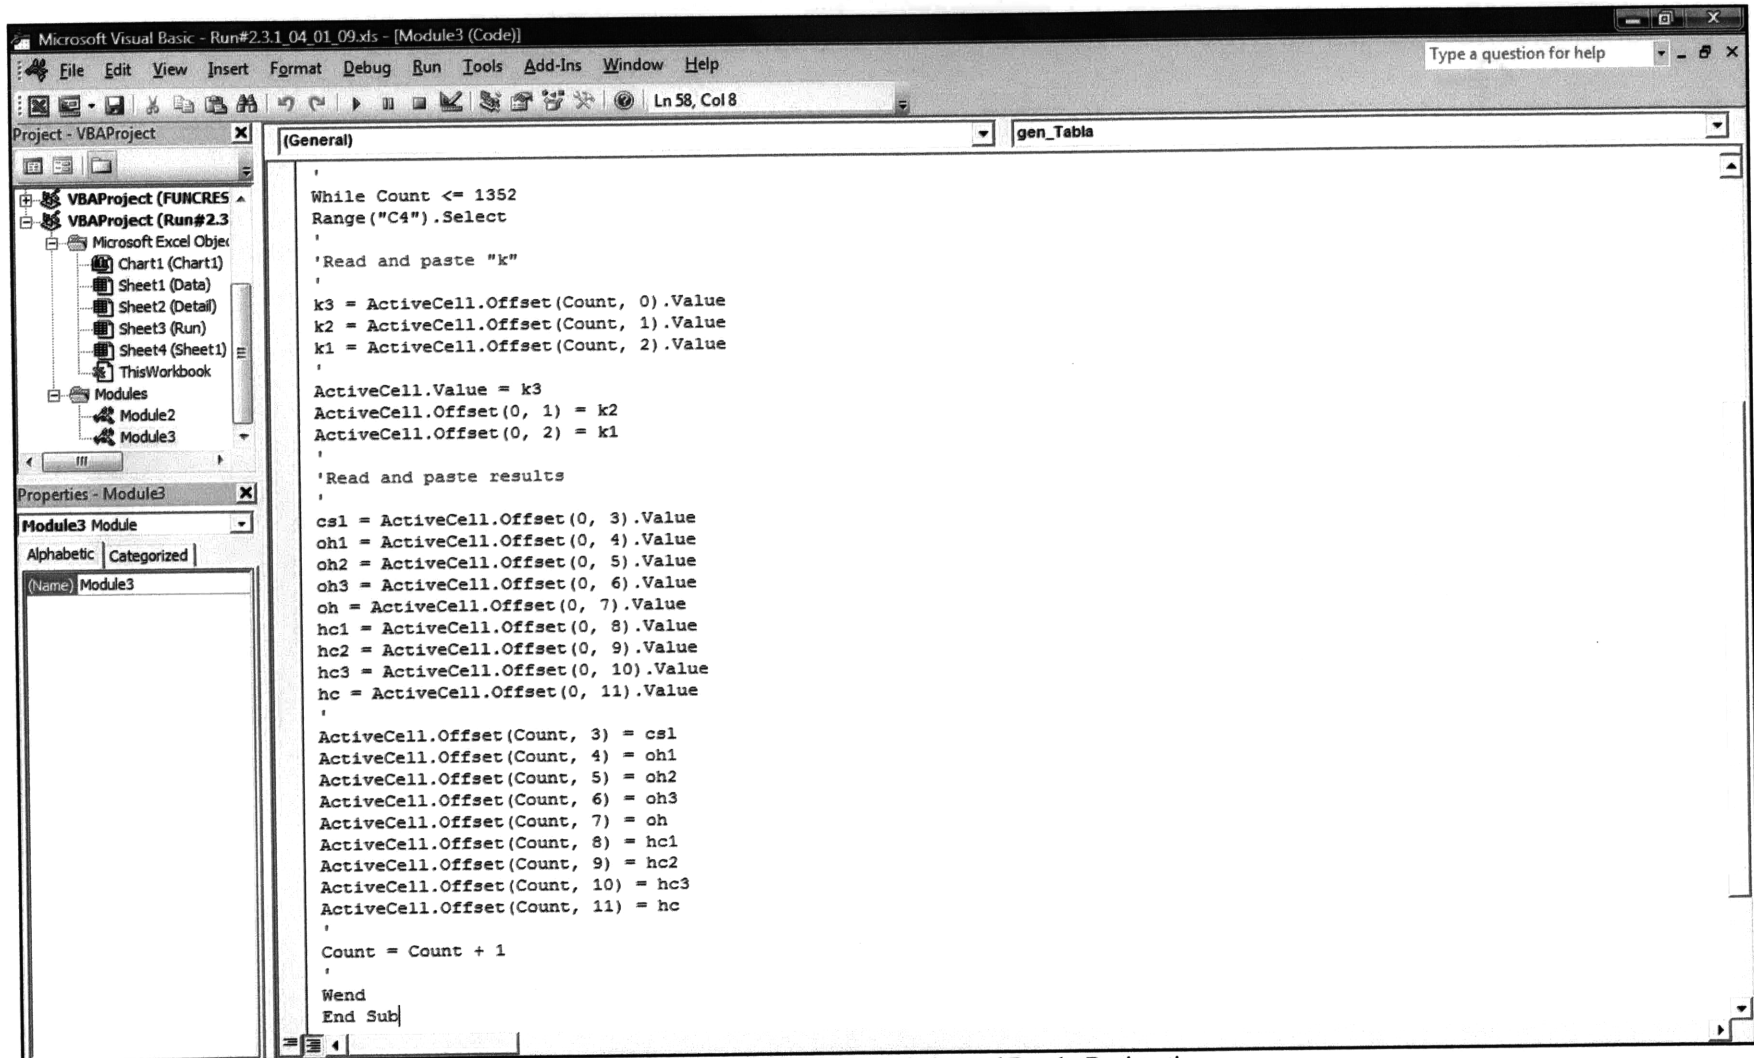 Microsoft Visual Basic - Run#2.3.1_04_01_09.xls - [Module3 (Code)]
File Edit View Insert Format Debug Run Tools Add-Ins Window Help
Type a question for help
Ln 58, Col 8
Project - VBAProject
(General)
gen_Tabla
VBAProject (FUNCRES
VBAProject (Run#2.3
Microsoft Excel Objec
Chart1 (Chart1)
Sheet1 (Data)
Sheet2 (Detail)
Sheet3 (Run)
Sheet4 (Sheet1)
ThisWorkbook
Modules
Module2
Module3
Properties - Module3
Module3 Module
Alphabetic Categorized
(Name) Module3
'
While Count <= 1352
Range("C4").Select
'
'Read and paste "k"
'
k3 = ActiveCell.Offset(Count, 0).Value
k2 = ActiveCell.Offset(Count, 1).Value
k1 = ActiveCell.Offset(Count, 2).Value
'
ActiveCell.Value = k3
ActiveCell.Offset(0, 1) = k2
ActiveCell.Offset(0, 2) = k1
'
'Read and paste results
'
csl = ActiveCell.Offset(0, 3).Value
oh1 = ActiveCell.Offset(0, 4).Value
oh2 = ActiveCell.Offset(0, 5).Value
oh3 = ActiveCell.Offset(0, 6).Value
oh = ActiveCell.Offset(0, 7).Value
hc1 = ActiveCell.Offset(0, 8).Value
hc2 = ActiveCell.Offset(0, 9).Value
hc3 = ActiveCell.Offset(0, 10).Value
hc = ActiveCell.Offset(0, 11).Value
'
ActiveCell.Offset(Count, 3) = csl
ActiveCell.Offset(Count, 4) = oh1
ActiveCell.Offset(Count, 5) = oh2
ActiveCell.Offset(Count, 6) = oh3
ActiveCell.Offset(Count, 7) = oh
ActiveCell.Offset(Count, 8) = hc1
ActiveCell.Offset(Count, 9) = hc2
ActiveCell.Offset(Count, 10) = hc3
ActiveCell.Offset(Count, 11) = hc
'
Count = Count + 1
'
Wend
End Sub